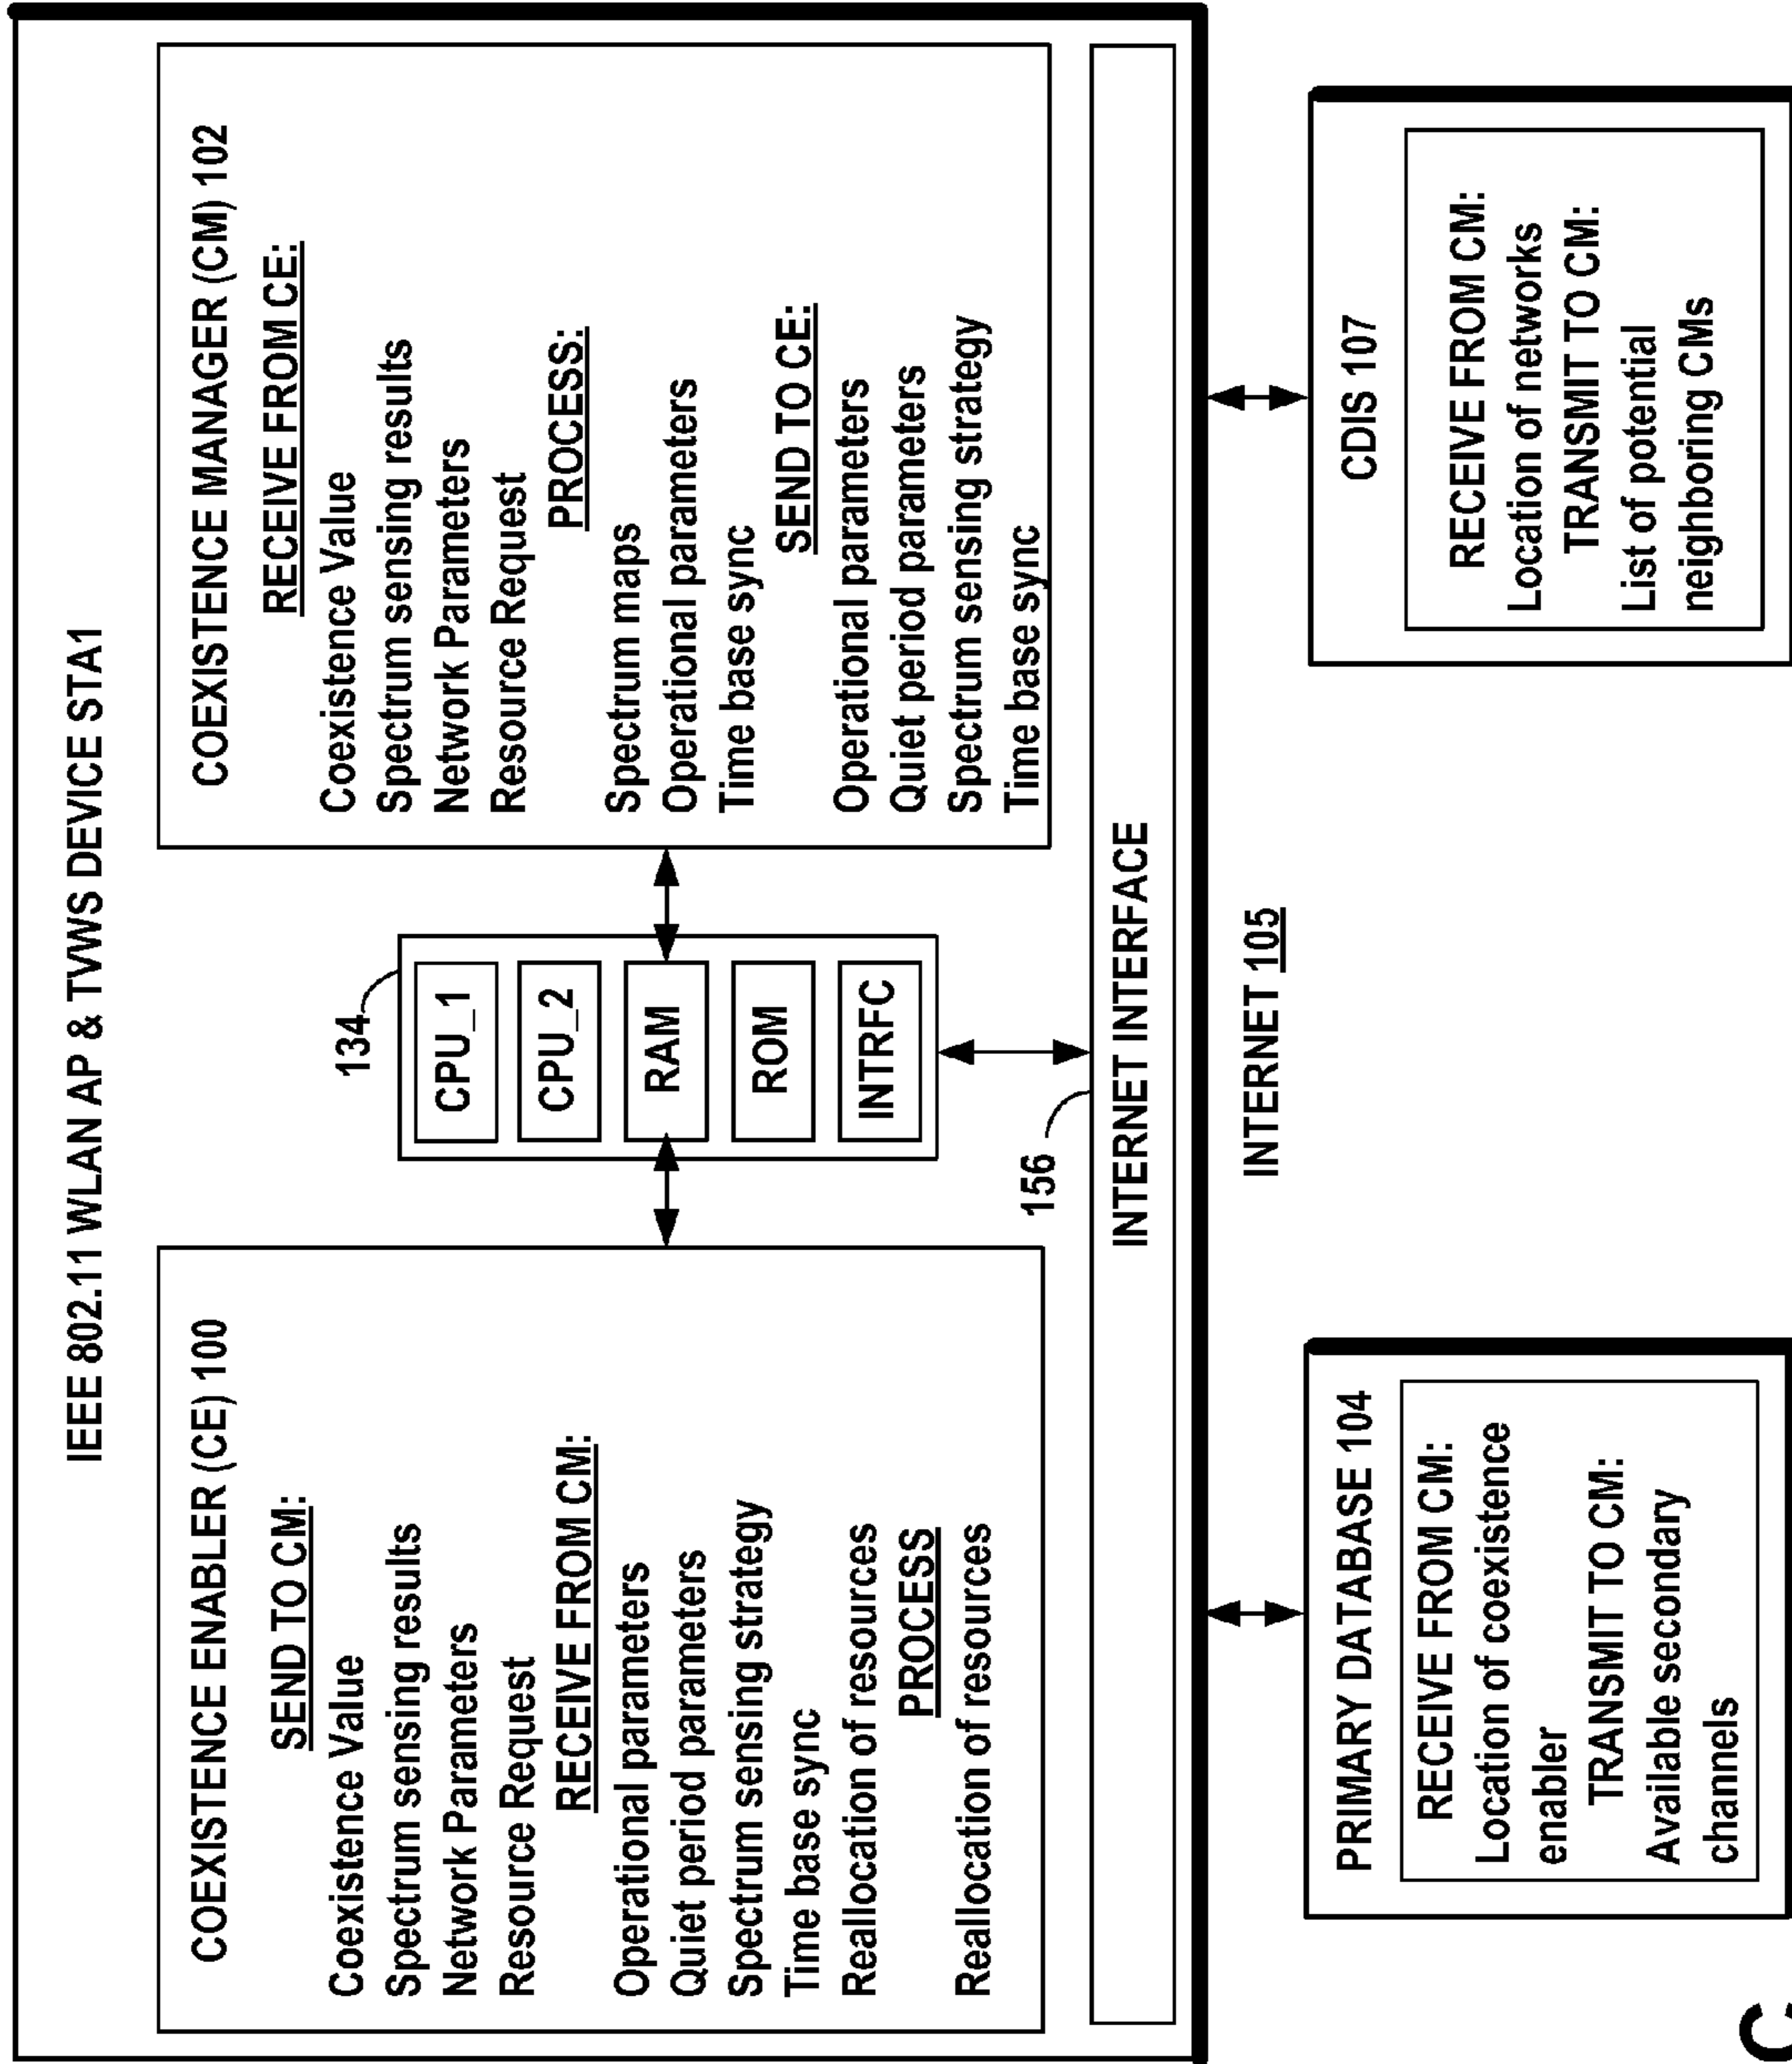 IEEE 802.11 WLAN AP & TVWS DEVICE STA1
COEXISTENCE ENABLER (CE) 100
SEND TO CM:
Coexistence Value
Spectrum sensing results
Network Parameters
Resource Request
RECEIVE FROM CM:
Operational parameters
Quiet period parameters
Spectrum sensing strategy
Time base sync
Reallocation of resources
PROCESS
Reallocation of resources
134
CPU_1
CPU_2
RAM
ROM
INTRFC
COEXISTENCE MANAGER (CM) 102
RECEIVE FROM CE:
Coexistence Value
Spectrum sensing results
Network Parameters
Resource Request
PROCESS:
Spectrum maps
Operational parameters
Time base sync
SEND TO CE:
Operational parameters
Quiet period parameters
Spectrum sensing strategy
Time base sync
156
INTERNET INTERFACE
INTERNET 105
PRIMARY DATABASE 104
RECEIVE FROM CM:
Location of coexistence
enabler
TRANSMIT TO CM:
Available secondary
channels
CDIS 107
RECEIVE FROM CM:
Location of networks
TRANSMIT TO CM:
List of potential
neighboring CMs
C